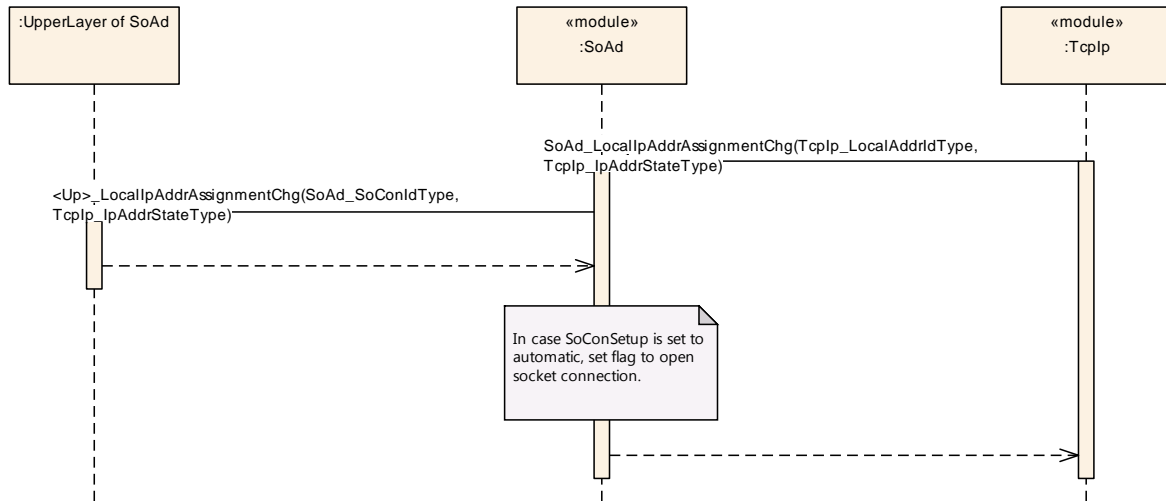 :UpperLayer of SoAd
«module»
:SoAd
«module»
:TcpIp
SoAd_LocalIpAddrAssignmentChg(TcpIp_LocalAddrIdType,
TcpIp_IpAddrStateType)
<Up>_LocalIpAddrAssignmentChg(SoAd_SoConIdType,
TcpIp_IpAddrStateType)
In case SoConSetup is set to
automatic, set flag to open
socket connection.